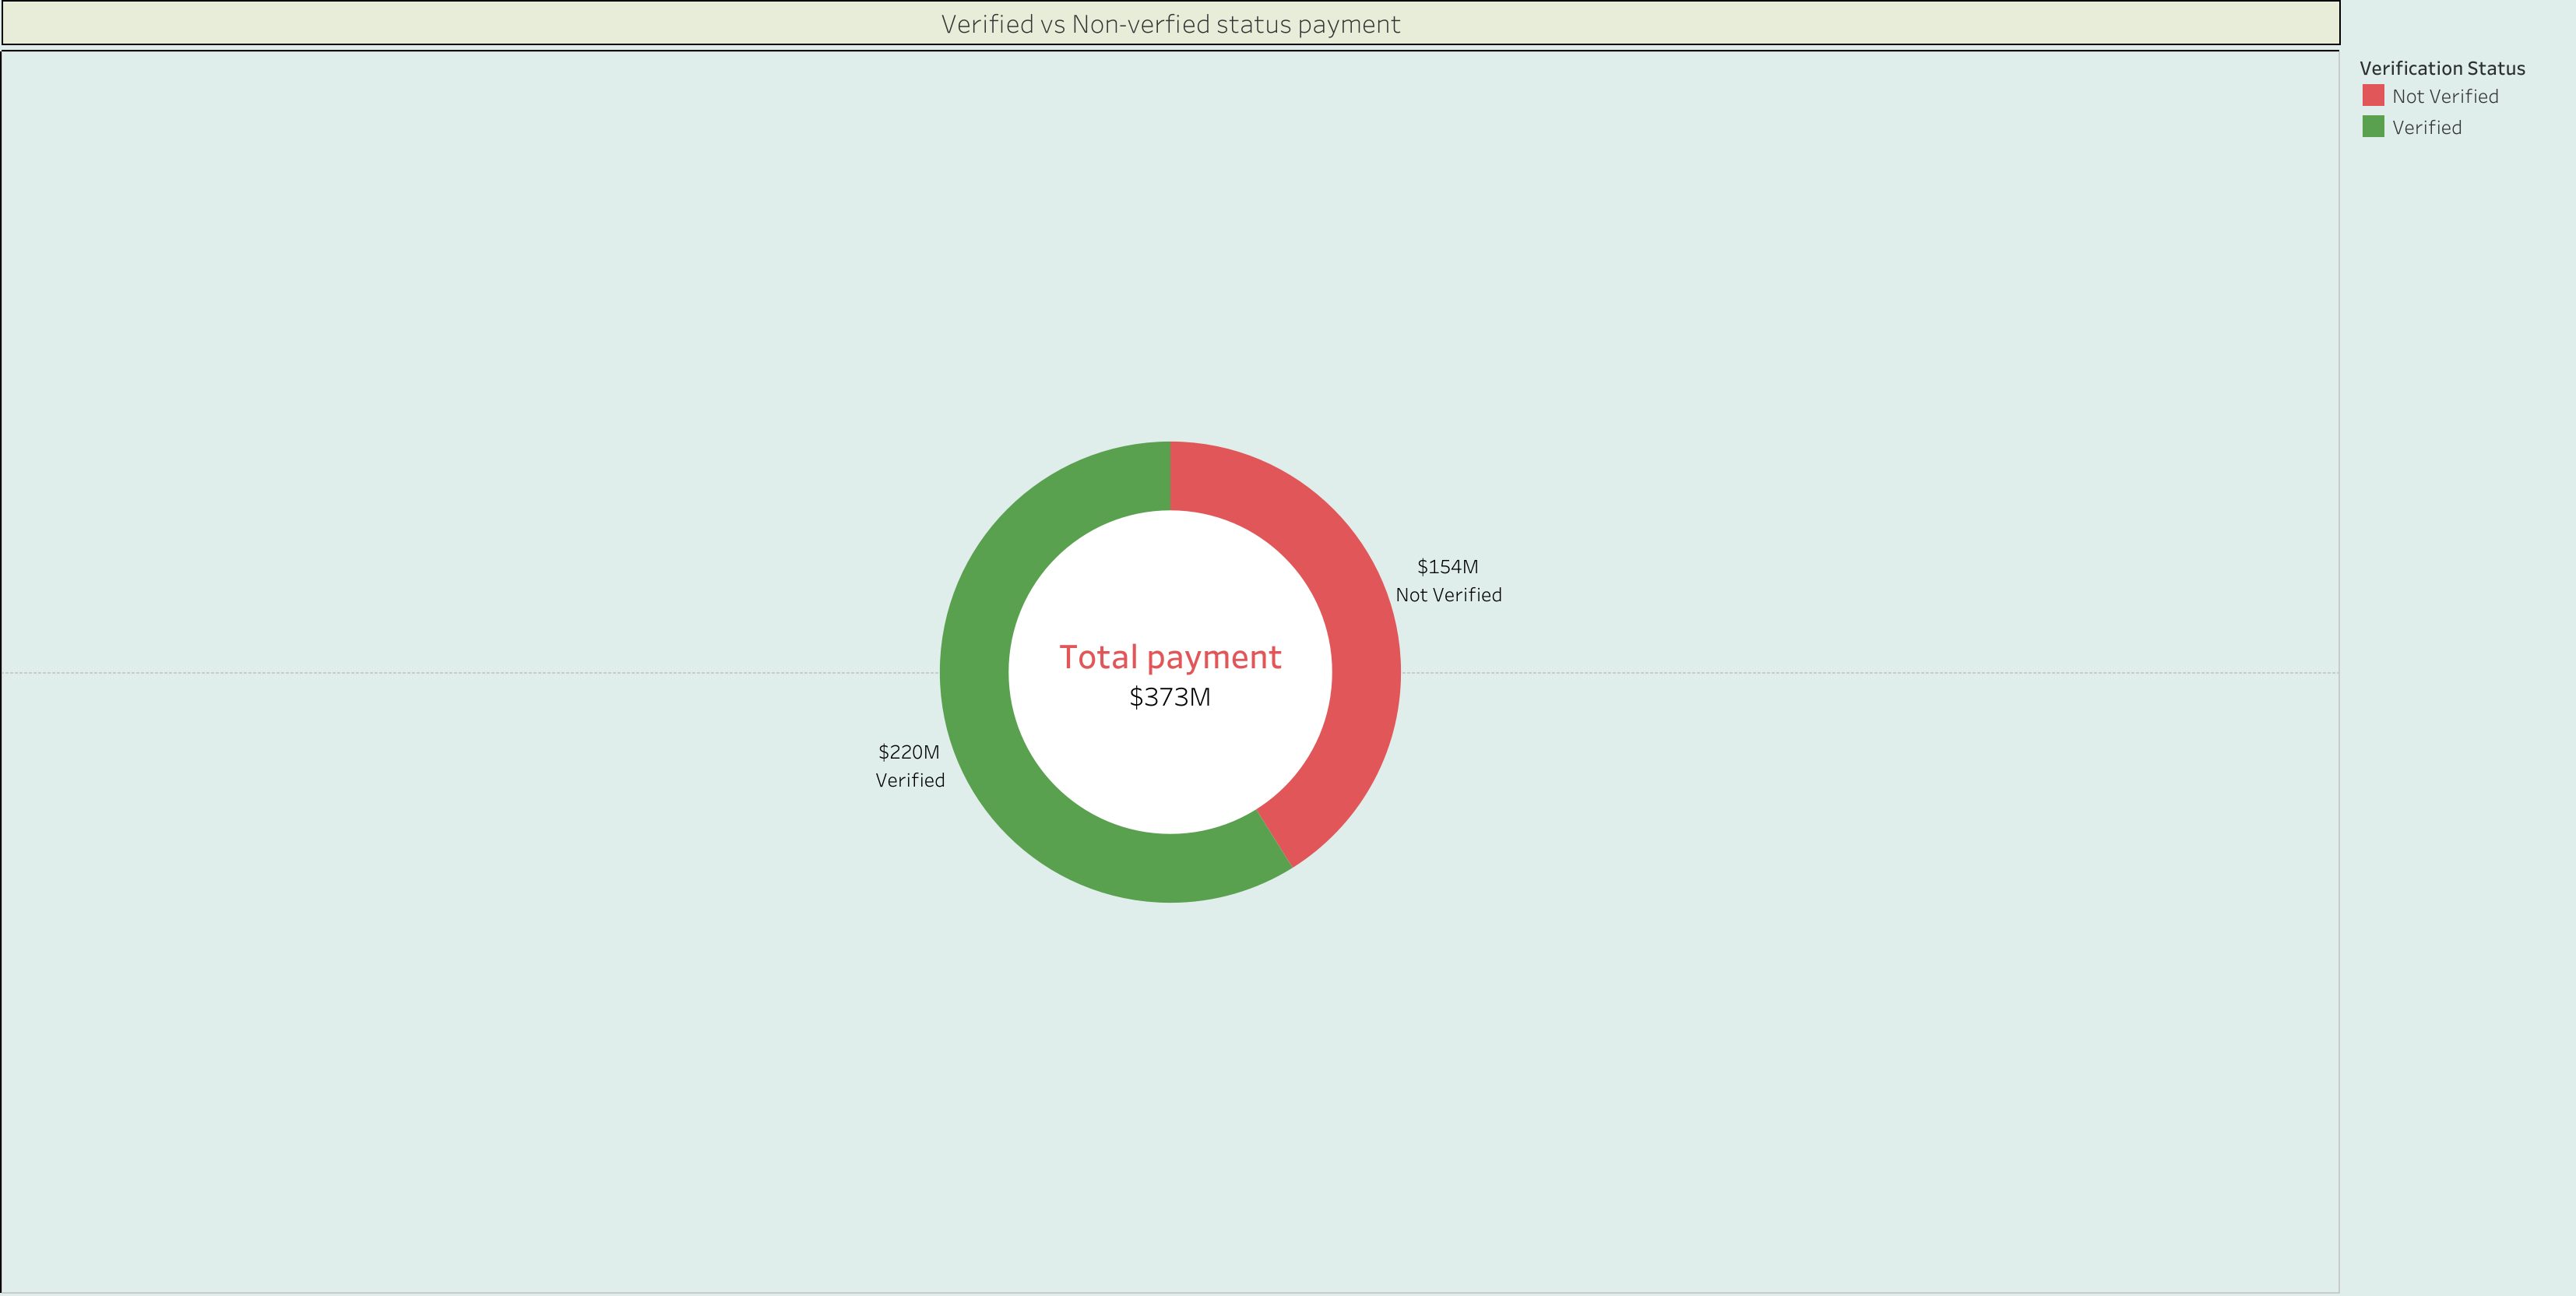 Verified vs Non-verfied status payment
Verification Status
Not Verified
Verified
$154M
Not Verified
Total payment
$373M
$220M
Verified